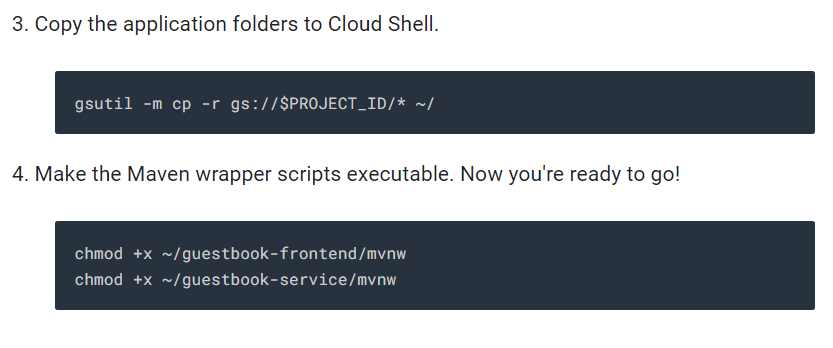 3. Copy the application folders to Cloud Shell.
gsutil -m cp -r gs://$PROJECT_ID/* ~/
4. Make the Maven wrapper scripts executable. Now you're ready to go!
chmod +x ~/guestbook-frontend/mvnw
chmod +x ~/guestbook-service/mvnw